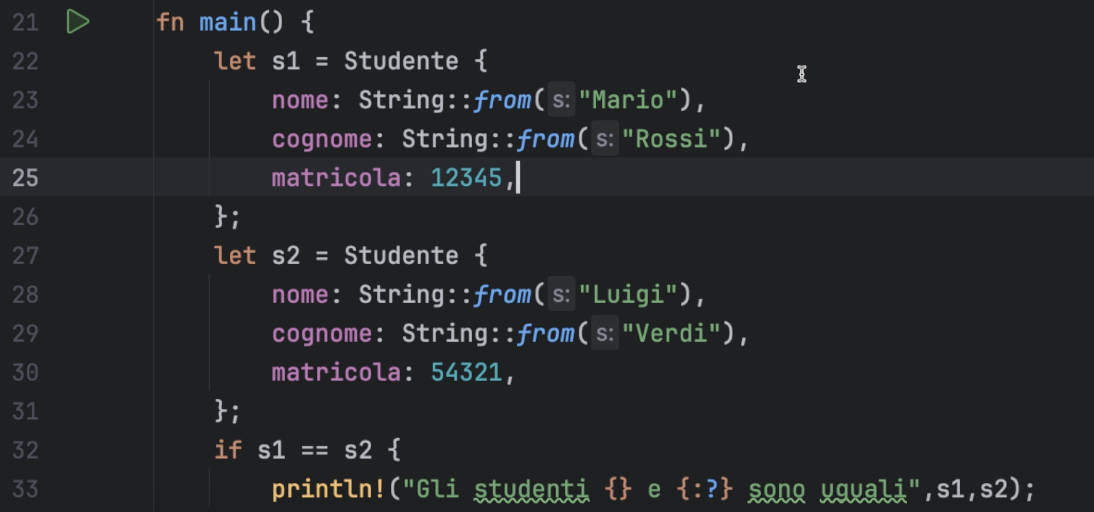 21 fn main() {
22 let s1 = Studente {
23 nome: String::from(s:"Mario"),
24 cognome: String::from(s:"Rossi"),
25 matricola: 12345,
26 };
27 let s2 = Studente {
28 nome: String::from(s:"Luigi"),
29 cognome: String::from(s:"Verdi"),
30 matricola: 54321,
31 };
32 if s1 == s2 {
33 println!("Gli studenti {} e {:?} sono uguali",s1,s2);